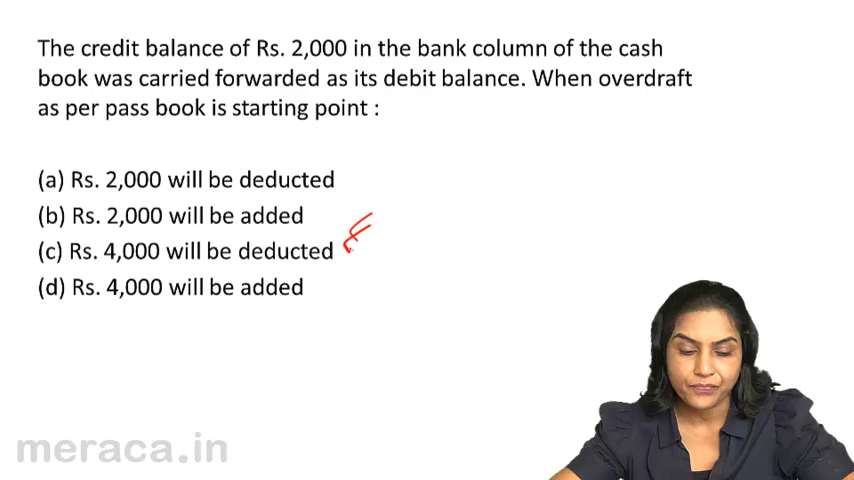 The credit balance of Rs. 2,000 in the bank column of the cash
book was carried forwarded as its debit balance. When overdraft
as per pass book is starting point :
(a) Rs. 2,000 will be deducted
(b) Rs. 2,000 will be added
(c) Rs. 4,000 will be deducted
(d) Rs. 4,000 will be added
meraca.in